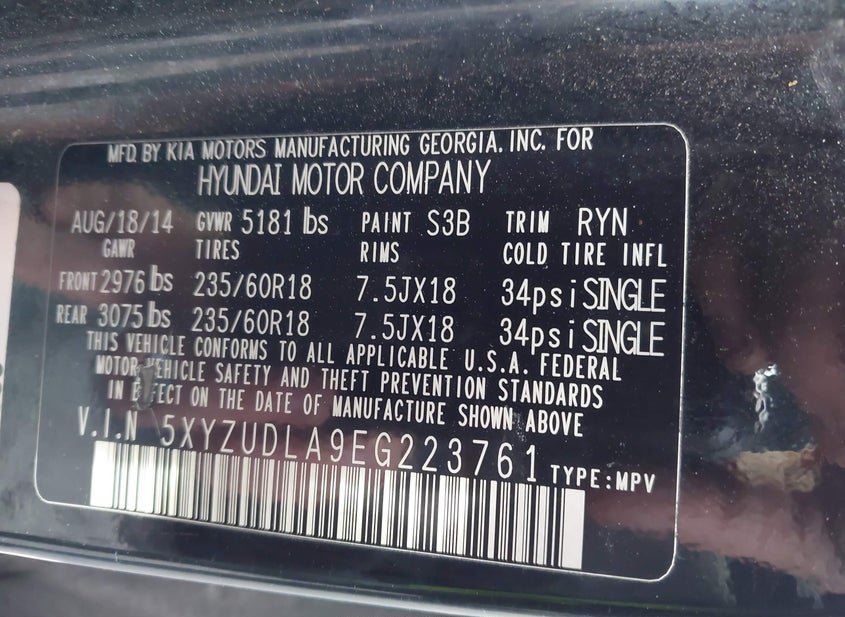 MFD. BY KIA MOTORS MANUFACTURING GEORGIA, INC. FOR
HYUNDAI MOTOR COMPANY
AUG/18/14 GVWR 5181 lbs PAINT S3B TRIM RYN
GAWR TIRES RIMS COLD TIRE INFL
FRONT 2976 lbs 235/60R18 7.5JX18 34psi SINGLE
REAR 3075 lbs 235/60R18 7.5JX18 34psi SINGLE
THIS VEHICLE CONFORMS TO ALL APPLICABLE U.S.A. FEDERAL
MOTOR VEHICLE SAFETY AND THEFT PREVENTION STANDARDS
IN EFFECT ON THE DATE OF MANUFACTURE SHOWN ABOVE
V.I.N 5XYZUDLA9EG223761 TYPE:MPV